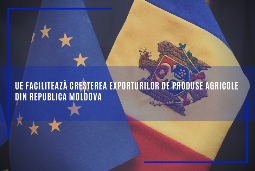 UE FACILITEAZĂ CREȘTEREA EXPORTURILOR DE PRODUSE AGRICOLE
DIN REPUBLICA MOLDOVA